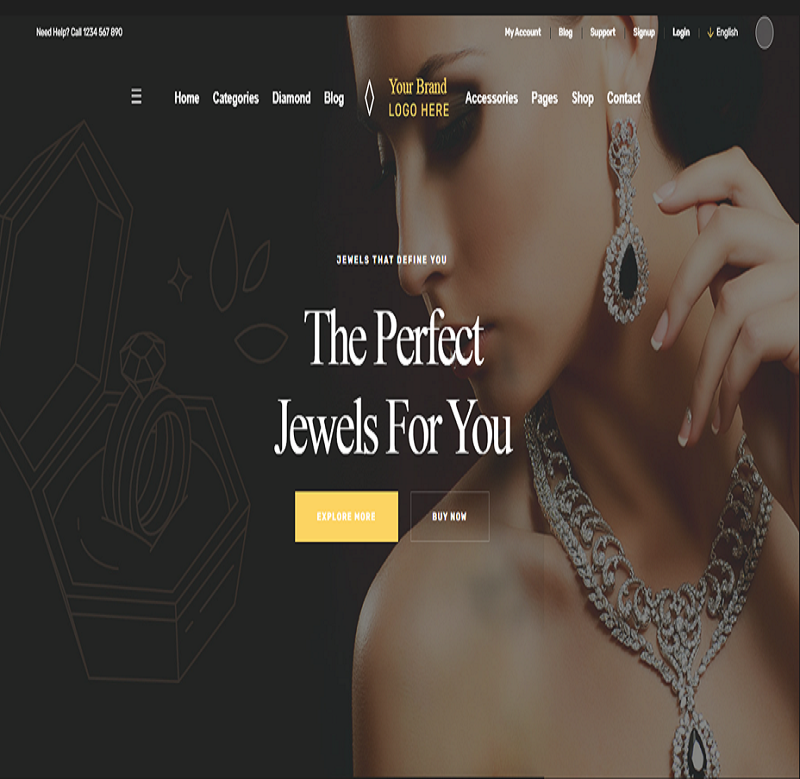 Need Help? Call 1234 567 890
My Account Blog Support Signup Login English
Home Categories Diamond Blog
Your Brand
LOGO HERE
Accessories Pages Shop Contact
JEWELS THAT DEFINE YOU
The Perfect
Jewels For You
EXPLORE MORE BUY NOW